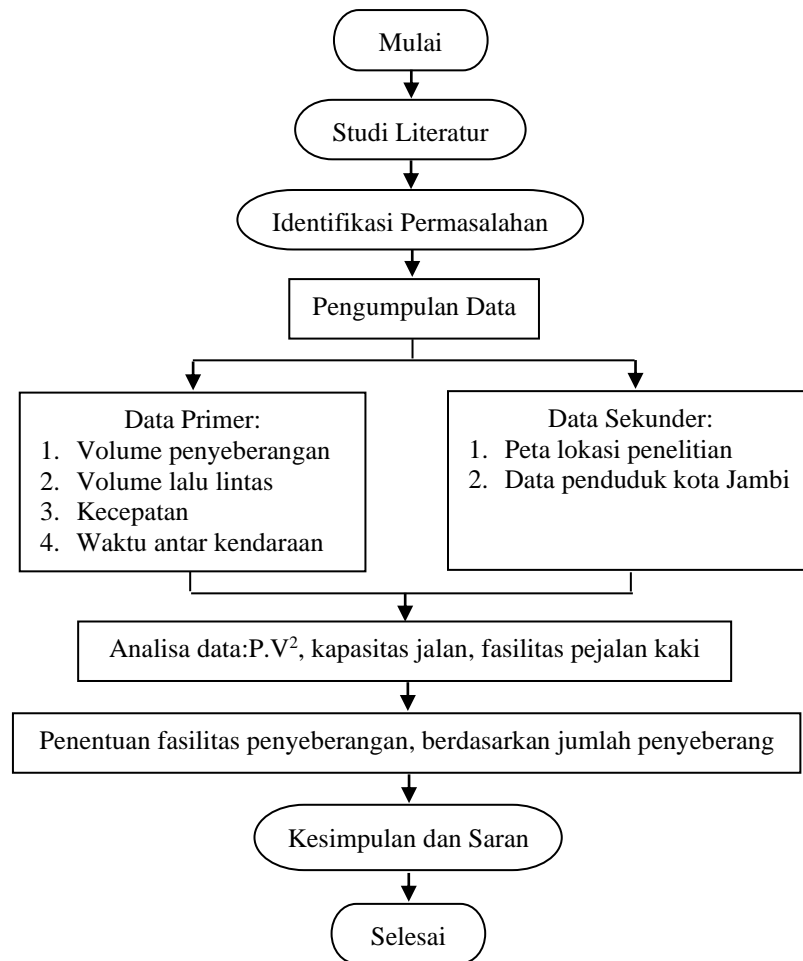 Mulai
Studi Literatur
Identifikasi Permasalahan
Pengumpulan Data
Data Primer:
1. Volume penyeberangan
2. Volume lalu lintas
3. Kecepatan
4. Waktu antar kendaraan
Data Sekunder:
1. Peta lokasi penelitian
2. Data penduduk kota Jambi
Analisa data:P.V², kapasitas jalan, fasilitas pejalan kaki
Penentuan fasilitas penyeberangan, berdasarkan jumlah penyeberang
Kesimpulan dan Saran
Selesai